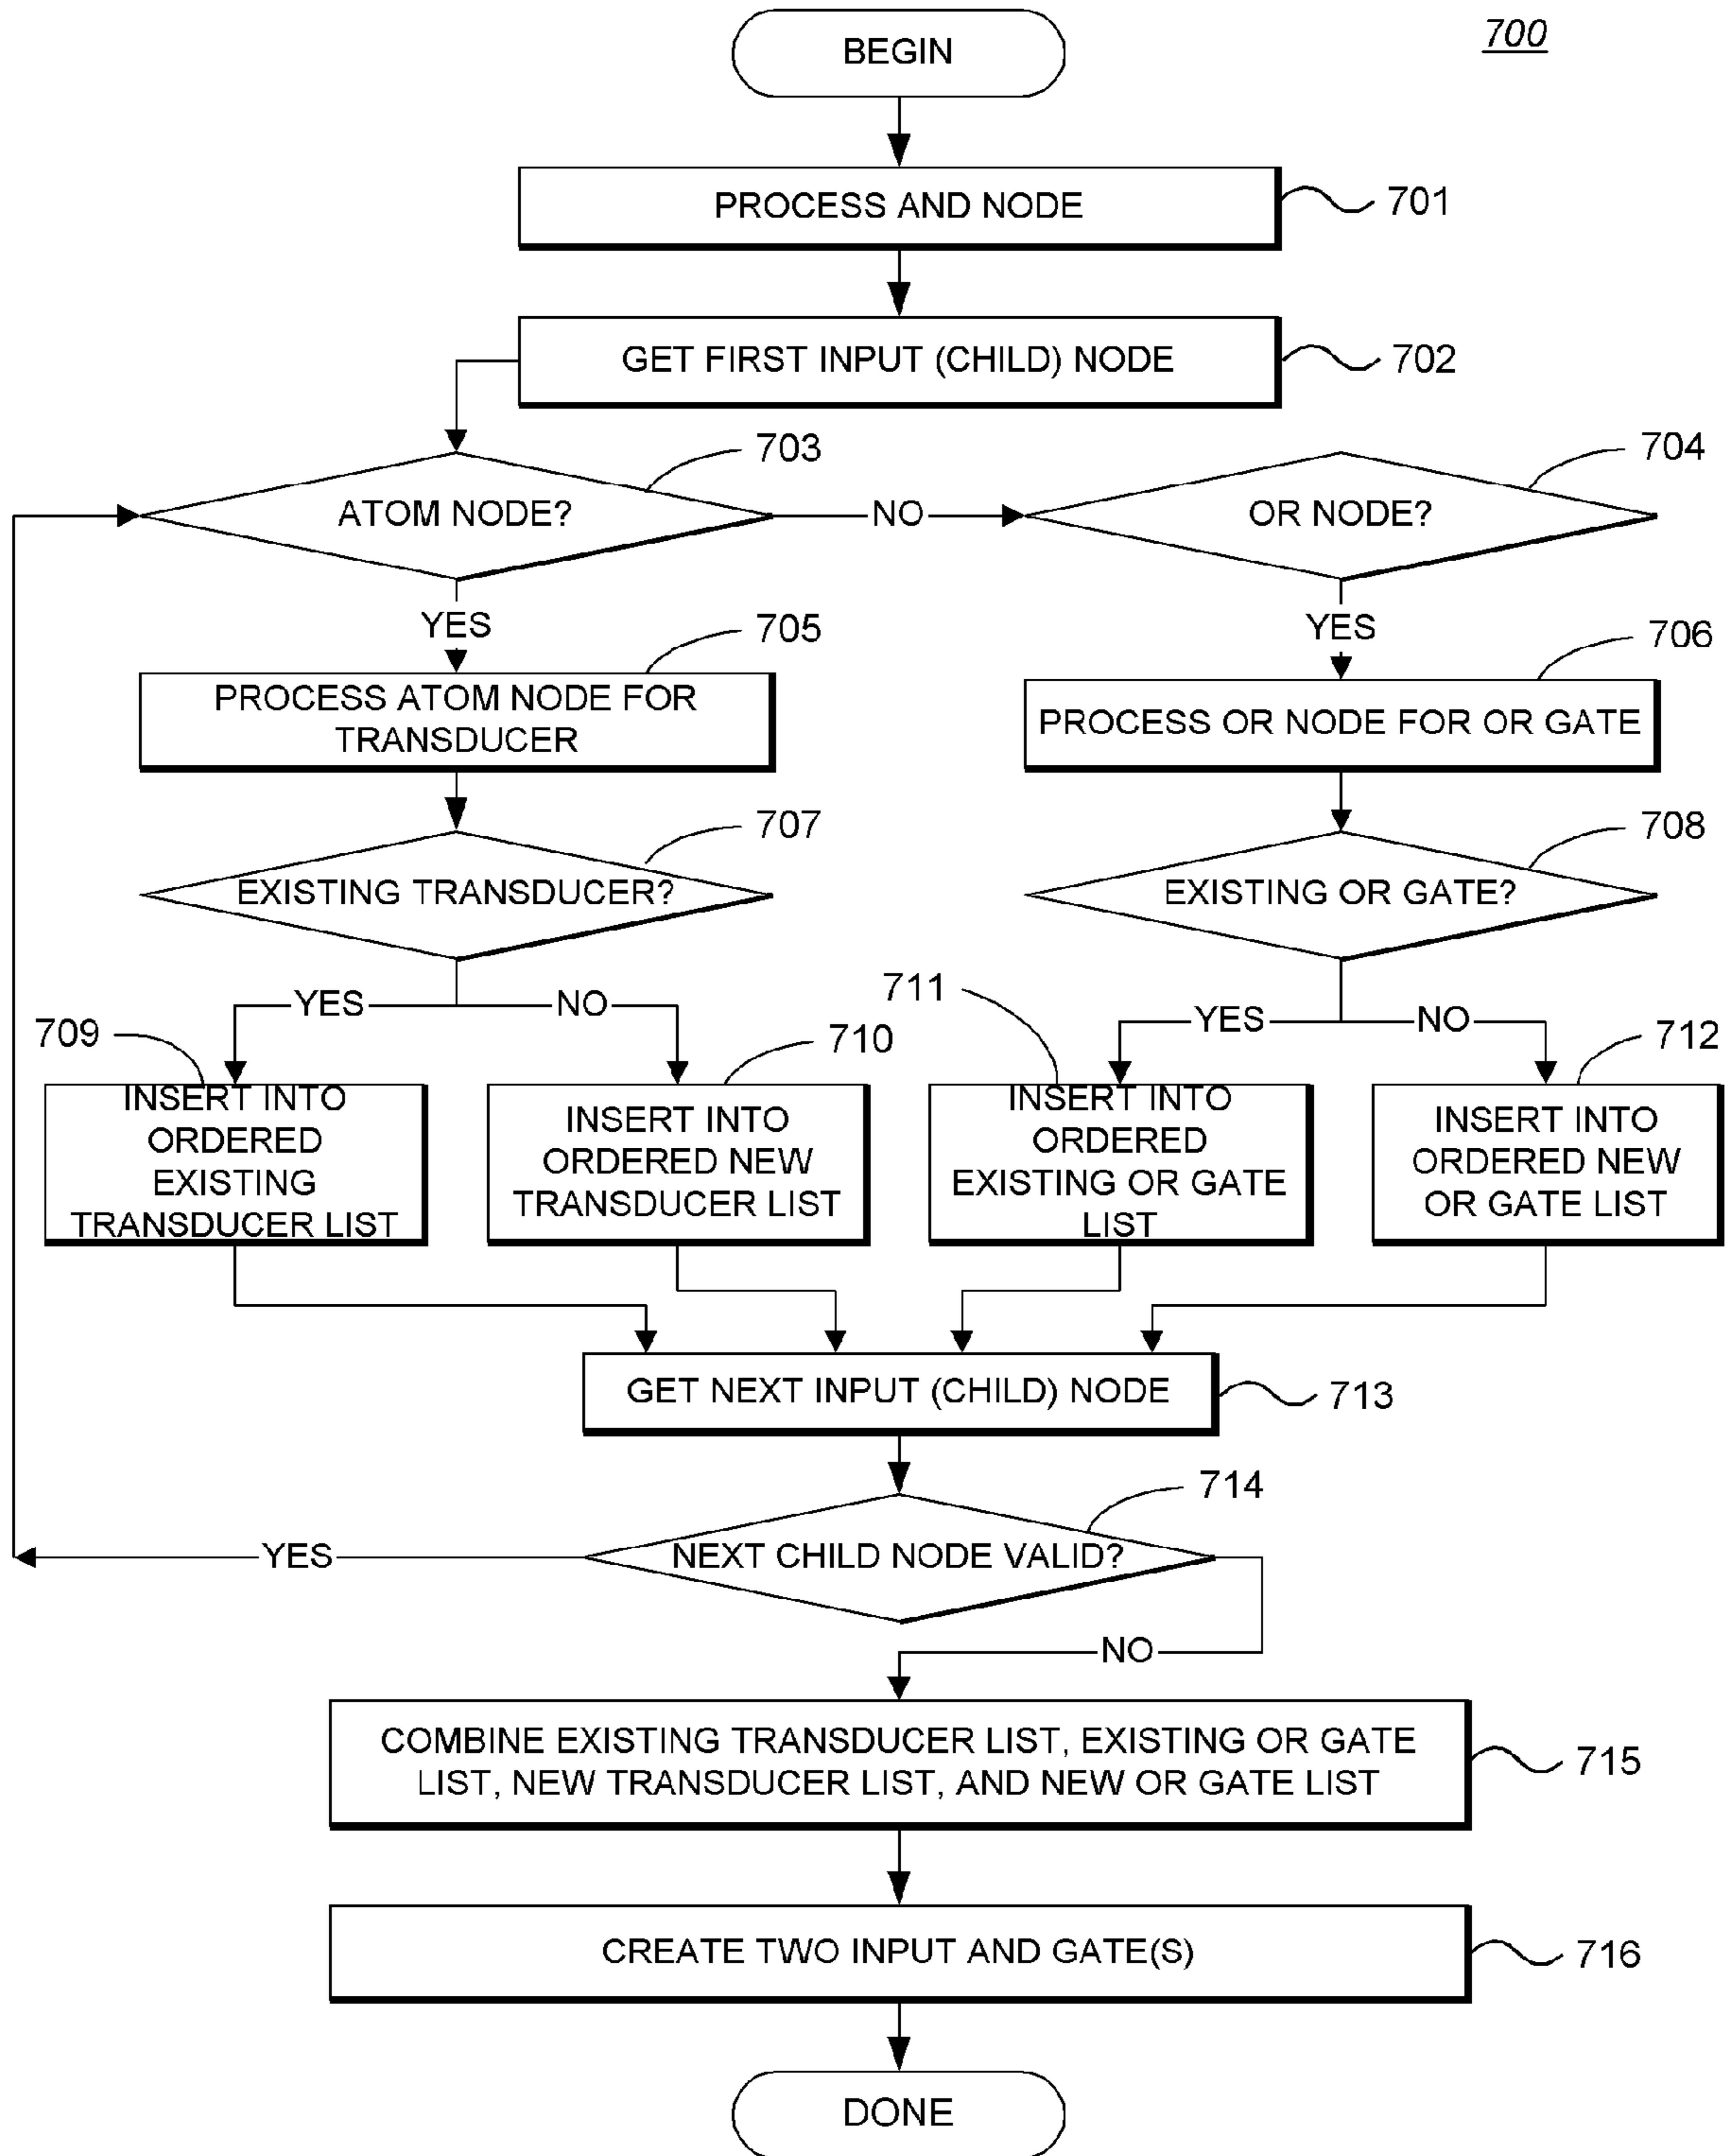 700
BEGIN
PROCESS AND NODE
701
GET FIRST INPUT (CHILD) NODE
702
703
704
ATOM NODE?
NO
OR NODE?
YES
YES
705
706
PROCESS ATOM NODE FOR
TRANSDUCER
PROCESS OR NODE FOR OR GATE
707
708
EXISTING TRANSDUCER?
EXISTING OR GATE?
YES
NO
711
YES
NO
709
710
712
INSERT INTO
ORDERED
EXISTING
TRANSDUCER LIST
INSERT INTO
ORDERED NEW
TRANSDUCER LIST
INSERT INTO
ORDERED
EXISTING OR GATE
LIST
INSERT INTO
ORDERED NEW
OR GATE LIST
GET NEXT INPUT (CHILD) NODE
713
714
NEXT CHILD NODE VALID?
YES
NO
COMBINE EXISTING TRANSDUCER LIST, EXISTING OR GATE
LIST, NEW TRANSDUCER LIST, AND NEW OR GATE LIST
715
CREATE TWO INPUT AND GATE(S)
716
DONE